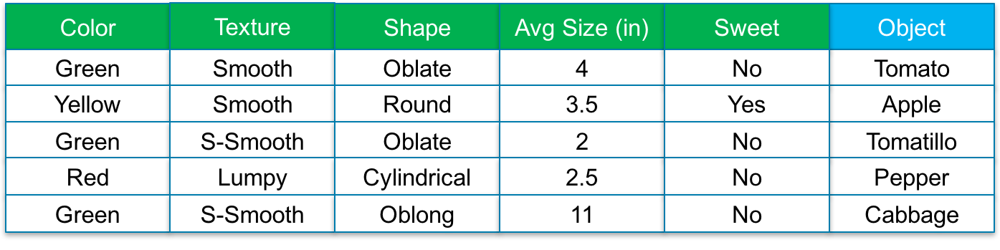 Color Texture Shape Avg Size (in) Sweet Object
Green Smooth Oblate 4 No Tomato
Yellow Smooth Round 3.5 Yes Apple
Green S-Smooth Oblate 2 No Tomatillo
Red Lumpy Cylindrical 2.5 No Pepper
Green S-Smooth Oblong 11 No Cabbage